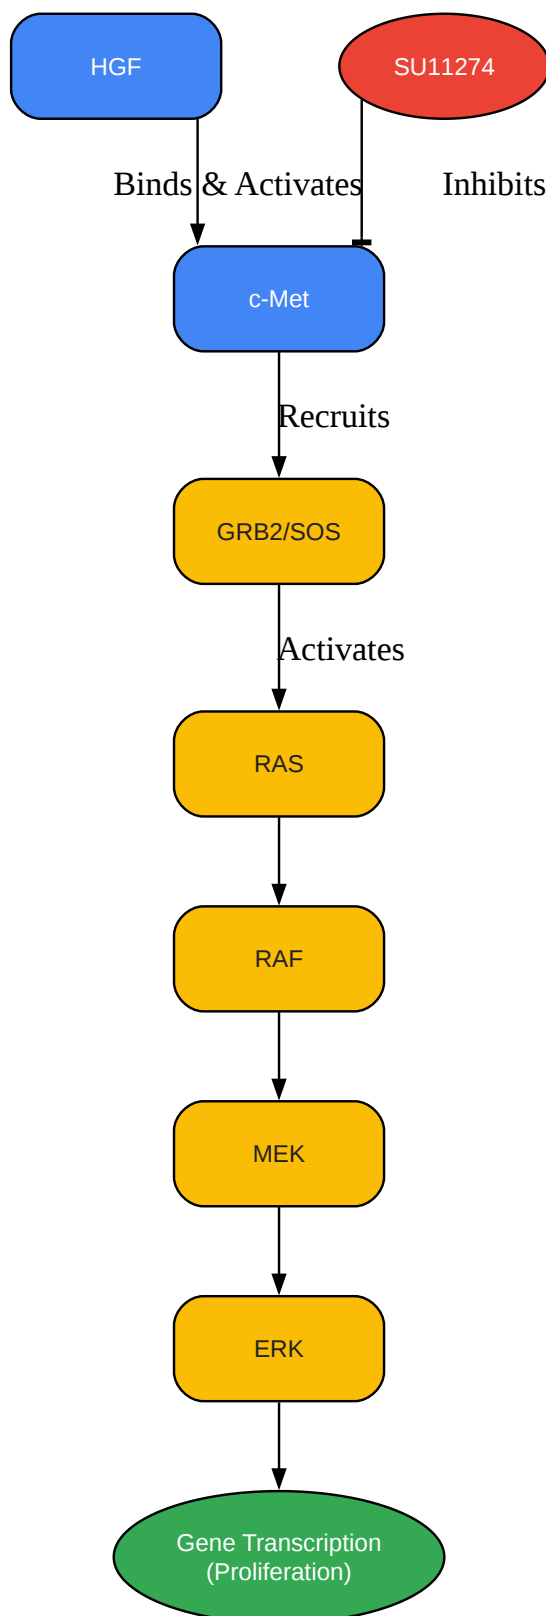 HGF
SU11274
Binds & Activates
Inhibits
c-Met
Recruits
GRB2/SOS
Activates
RAS
RAF
MEK
ERK
Gene Transcription
(Proliferation)